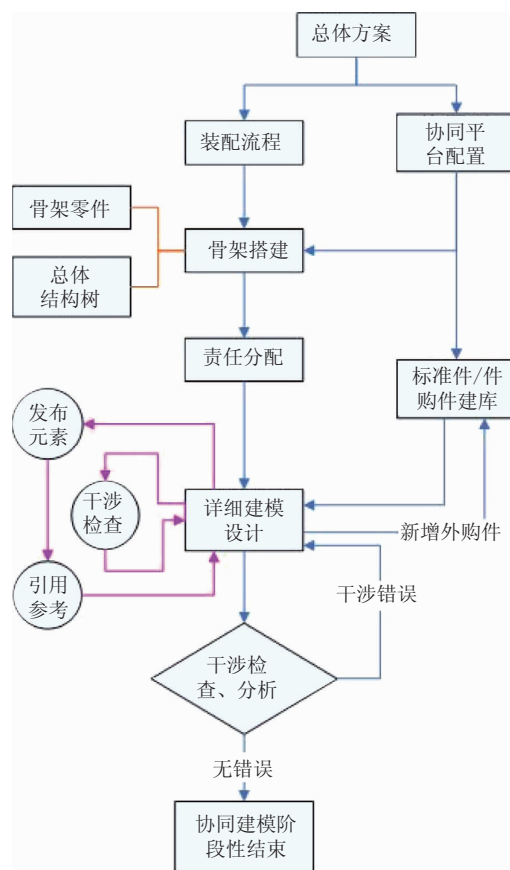 总体方案
装配流程
协同平
台配置
骨架零件
骨架搭建
总体
结构树
责任分配
标准件/件
购件建库
发布
元素
干涉
检查
详细建模
设计
新增外购件
引用
参考
干涉错误
干涉检
查、分析
无错误
协同建模阶
段性结束